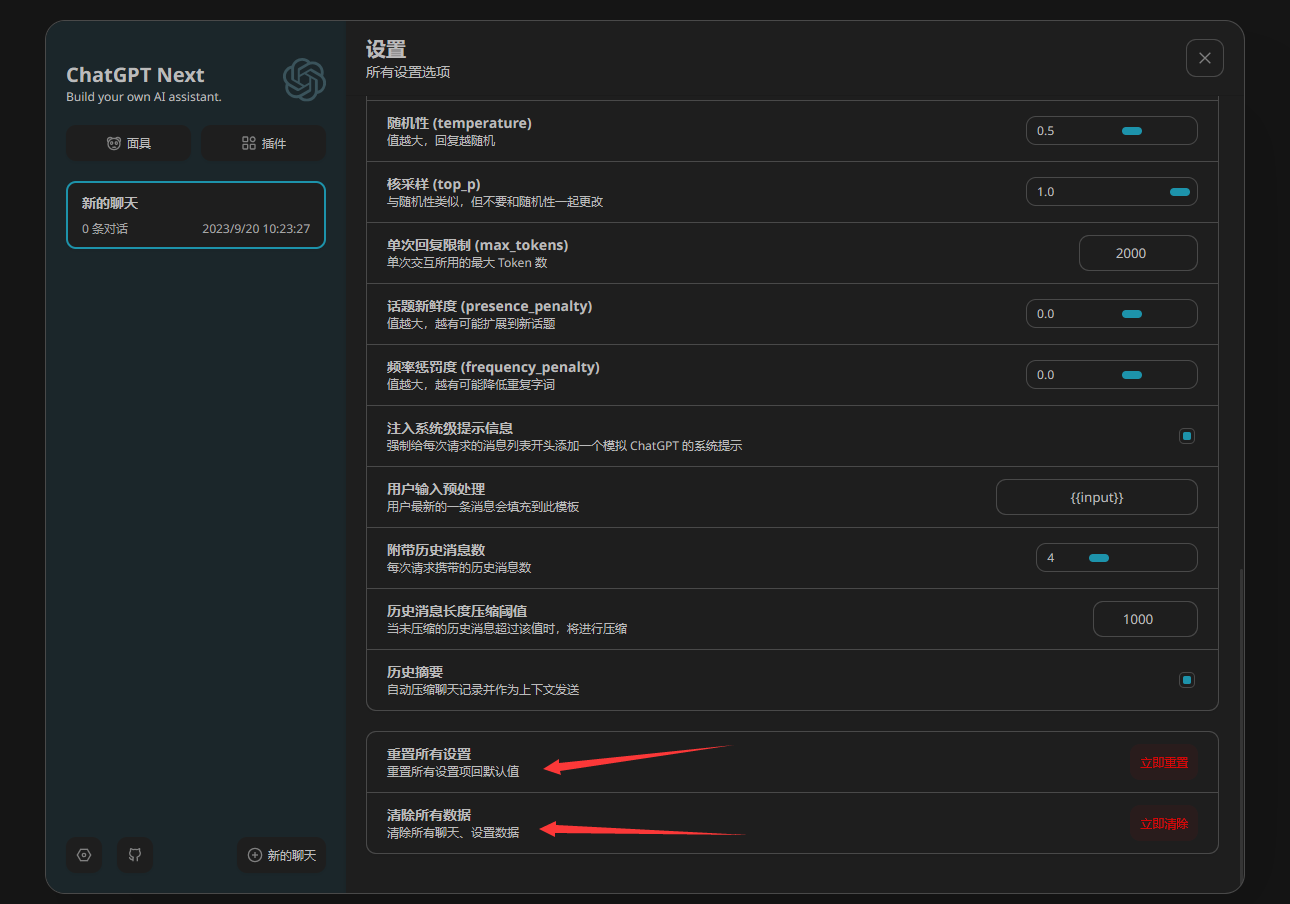 ChatGPT Next
Build your own AI assistant.
面具
插件
新的聊天
0 条对话
2023/9/20 10:23:27
新的聊天
设置
所有设置选项
随机性 (temperature)
值越大，回复越随机
0.5
核采样 (top_p)
与随机性类似，但不要和随机性一起更改
1.0
单次回复限制 (max_tokens)
单次交互所用的最大 Token 数
2000
话题新鲜度 (presence_penalty)
值越大，越有可能扩展到新话题
0.0
频率惩罚度 (frequency_penalty)
值越大，越有可能降低重复字词
0.0
注入系统级提示信息
强制给每次请求的消息列表开头添加一个模拟 ChatGPT 的系统提示
用户输入预处理
用户最新的一条消息会填充到此模板
{{input}}
附带历史消息数
每次请求携带的历史消息数
4
历史消息长度压缩阈值
当未压缩的历史消息超过该值时，将进行压缩
1000
历史摘要
自动压缩聊天记录并作为上下文发送
重置所有设置
重置所有设置项回默认值
立即重置
清除所有数据
清除所有聊天、设置数据
立即清除